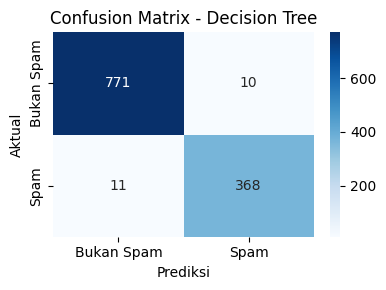 Confusion Matrix - Decision Tree
Aktual
Bukan Spam
771
10
Spam
11
368
Bukan Spam
Spam
Prediksi
600
400
200